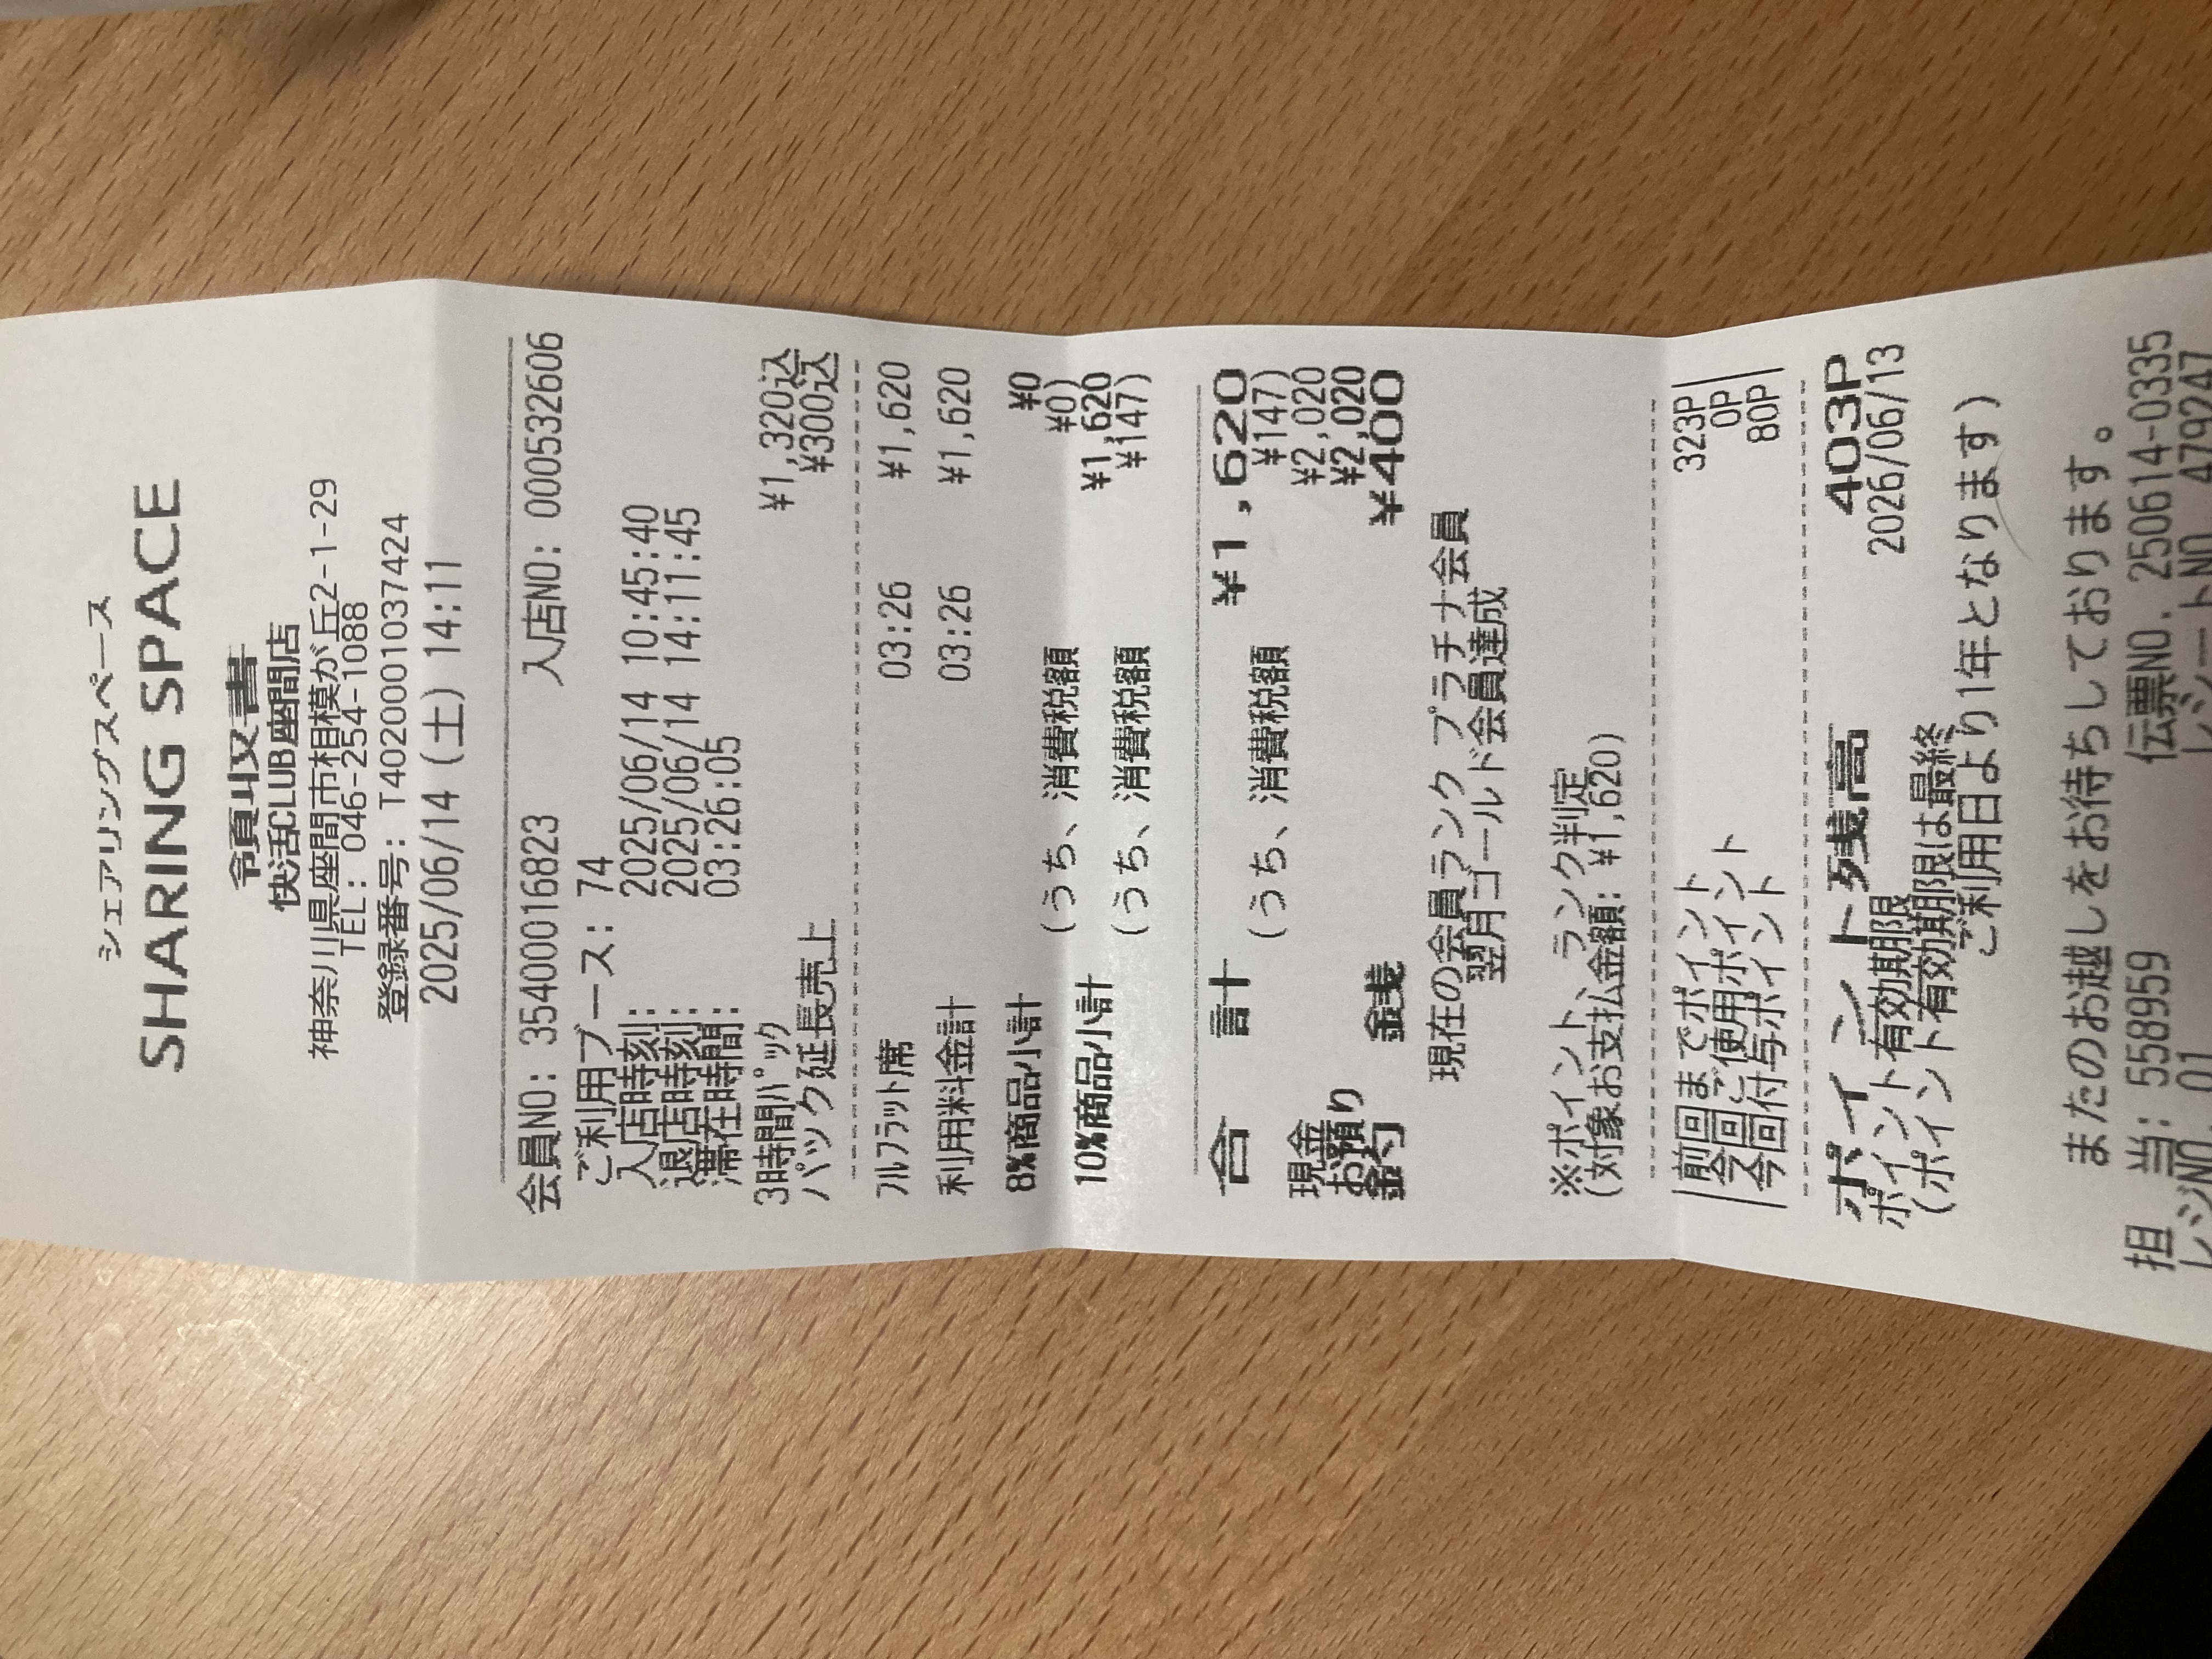 シェアリングスペース
SHARING SPACE
領収書
快活CLUB座間店
神奈川県座間市相模が丘2-1-29
TEL: 046-254-1088
登録番号: T4020001037424
2025/06/14 (土) 14:11
会員NO: 35400016823 入店NO: 000532606
ご利用ブース: 74
入店時刻: 2025/06/14 10:45:40
退店時刻: 2025/06/14 14:11:45
滞在時間: 03:26:05
3時間ﾊﾟｯｸ ¥1,320込
パック延長売上 ¥300込
ﾌﾙﾌﾗｯﾄ席 03:26 ¥1,620
利用料金計 03:26 ¥1,620
8%商品小計 ¥0
(うち、消費税額 ¥0)
10%商品小計 ¥1,620
(うち、消費税額 ¥147)
合 計 ¥1,620
(うち、消費税額 ¥147)
現金 ¥2,020
お預り ¥2,020
釣 銭 ¥400
現在の会員ランク プラチナ会員
翌月ゴールド会員達成
※ポイント、ランク判定
(対象お支払金額: ¥1,620)
前回までポイント 323P
今回ご使用ポイント 0P
今回付与ポイント 80P
ポイント残高 403P
ポイント有効期限 2026/06/13
(ポイント有効期限は最終
ご利用日より1年となります)
またのお越しをお待ちしております。
担 当: 558959 伝票NO. 250614-0335
レジNO. 01 レシートNO. 479247